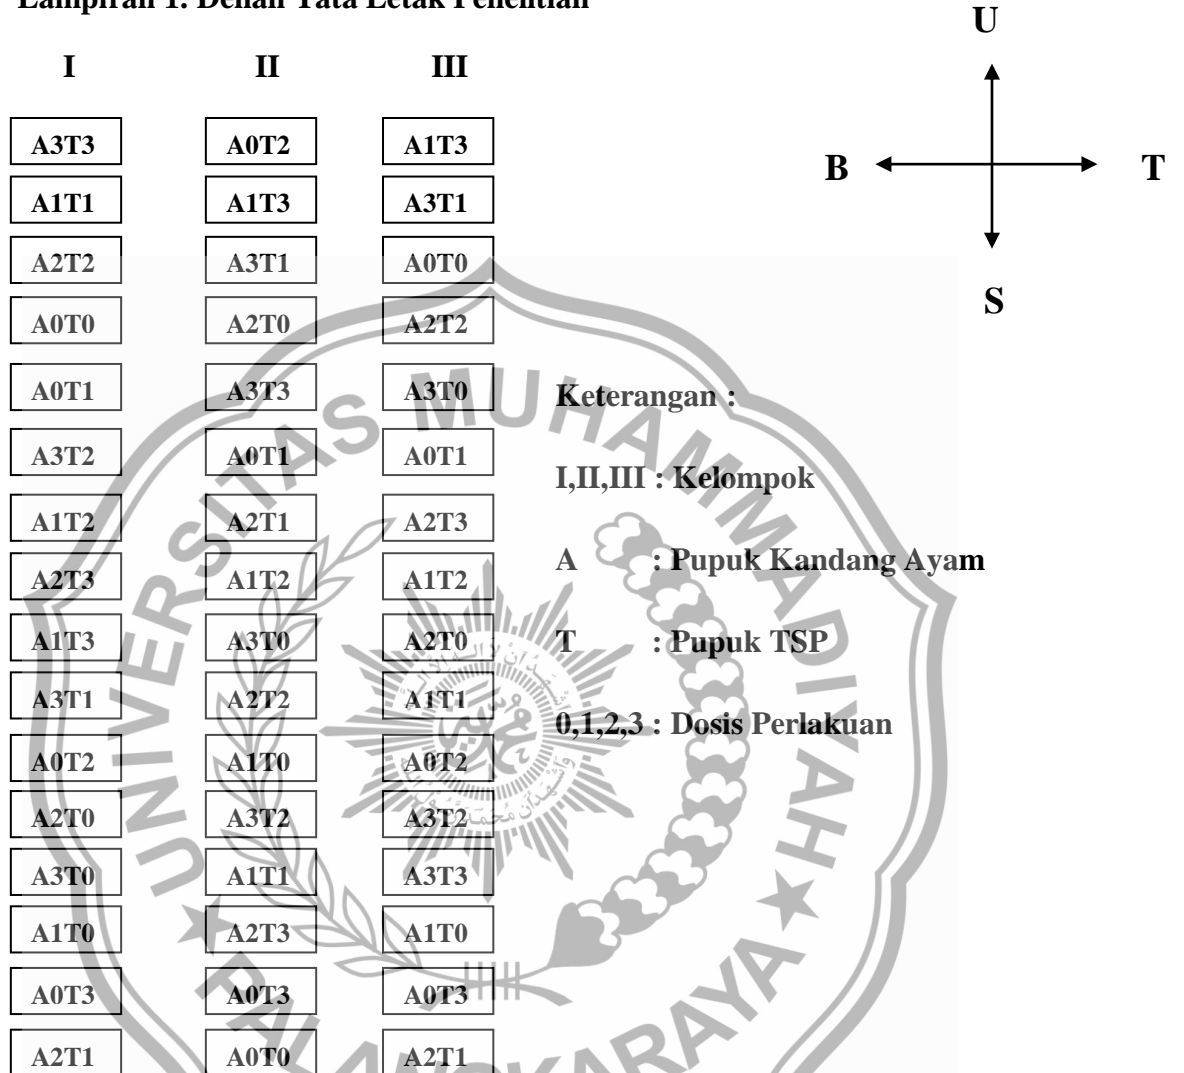 Lampiran 1. Denah Tata Letak Penelitian
U
I II III
A3T3 A0T2 A1T3
B T
A1T1 A1T3 A3T1
A2T2 A3T1 A0T0
S
A0T0 A2T0 A2T2
A0T1 A3T3 A3T0
Keterangan :
A3T2 A0T1 A0T1
I,II,III : Kelompok
A1T2 A2T1 A2T3
A : Pupuk Kandang Ayam
A2T3 A1T2 A1T2
A1T3 A3T0 A2T0
T : Pupuk TSP
A3T1 A2T2 A1T1
0,1,2,3 : Dosis Perlakuan
A0T2 A1T0 A0T2
A2T0 A3T2 A3T2
A3T0 A1T1 A3T3
A1T0 A2T3 A1T0
A0T3 A0T3 A0T3
A2T1 A0T0 A2T1
UNIVERSITAS MUHAMMADIYAH
PALANGKARAYA